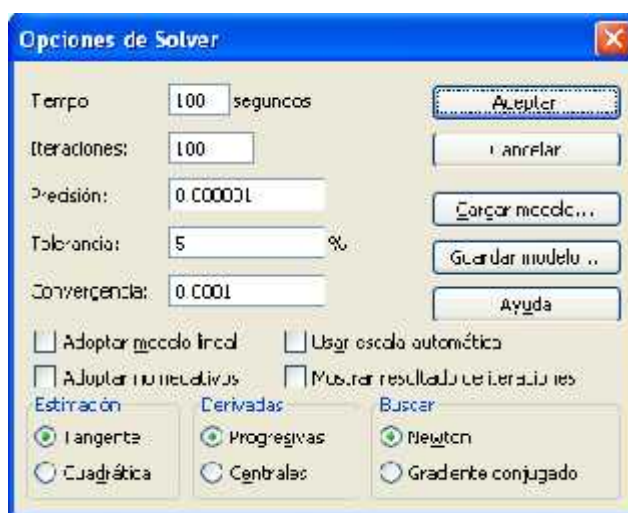 Opciones de Solver
Tiempo 100 segundos Aceptar
Iteraciones: 100 Cancelar
Precisión: 0.000001
Cargar modelo...
Tolerancia: 5 %
Guardar modelo...
Convergencia: 0.0001
Ayuda
Adoptar modelo lineal Usar escala automática
Adoptar no negativos Mostrar resultado de iteraciones
Estimación Derivadas Buscar
Tangente Progresivas Newton
Cuadrática Centrales Gradiente conjugado